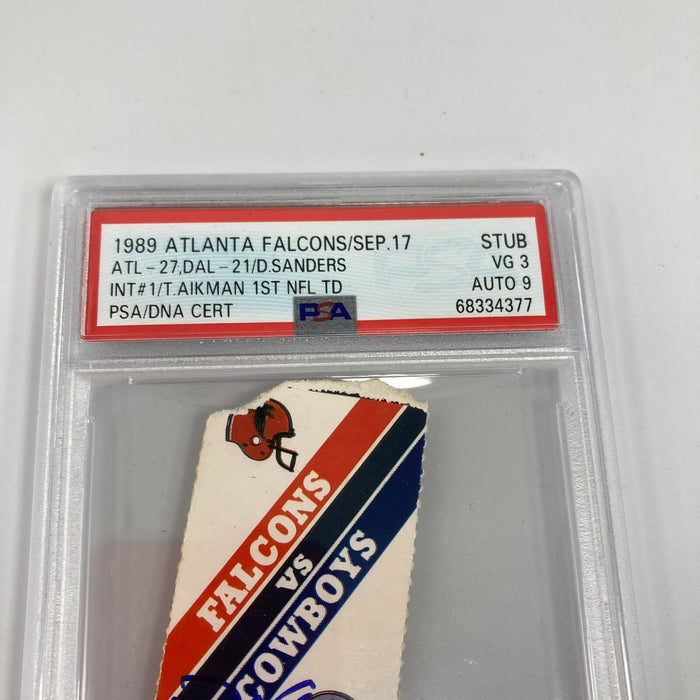 1989 ATLANTA FALCONS/SEP.17 STUB
ATL-27,DAL-21/D.SANDERS VG 3
INT#1/T.AIKMAN 1ST NFL TD AUTO 9
PSA/DNA CERT 68334377
PSA
FALCONS
VS
COWBOYS